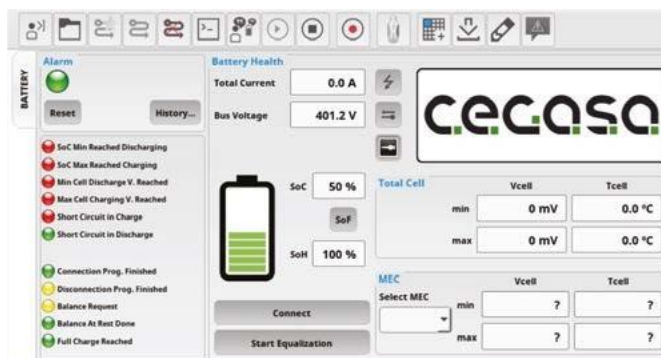 BATTERY
Alarm
Reset
History...
SoC Min Reached Discharging
SoC Max Reached Charging
Min Cell Discharge V. Reached
Max Cell Charging V. Reached
Short Circuit in Charge
Short Circuit in Discharge
Connection Prog. Finished
Disconnection Prog. Finished
Balance Request
Balance At Rest Done
Full Charge Reached
Battery Health
Total Current 0.0 A
Bus Voltage 401.2 V
SoC 50 %
SoF
SoH 100 %
Connect
Start Equalization
cegasa
Total Cell Vcell Tcell
min 0 mV 0.0 ºC
max 0 mV 0.0 ºC
MEC Vcell Tcell
Select MEC
min ? ?
max ? ?